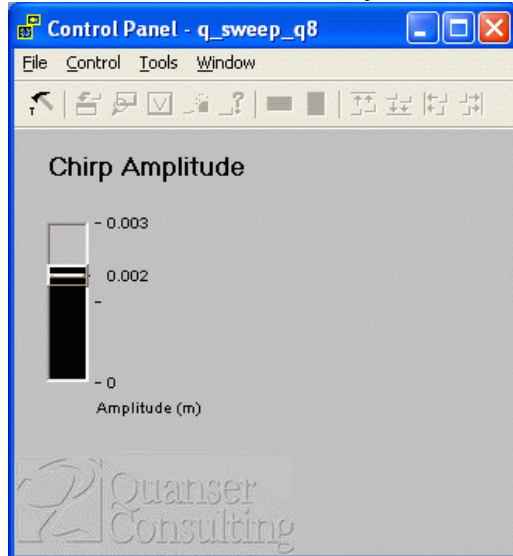 Control Panel - q_sweep_q8
File Control Tools Window
T
Chirp Amplitude
- 0.003
0.002
-
- 0
Amplitude (m)
Quanser
Consulting